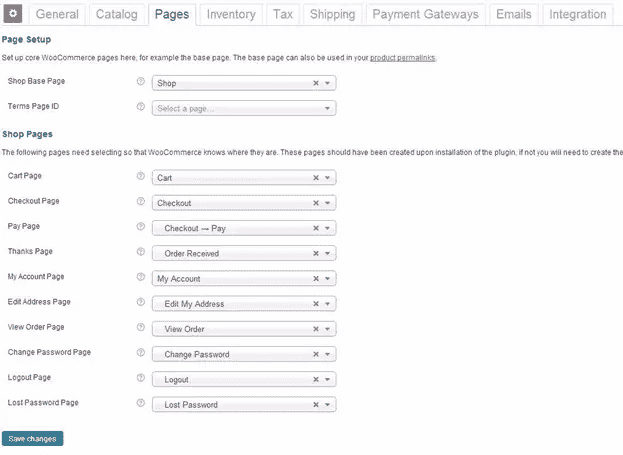 General Catalog Pages Inventory Tax Shipping Payment Gateways Emails Integration
Page Setup
Set up core WooCommerce pages here, for example the base page. The base page can also be used in your product permalinks.
Shop Base Page Shop
Terms Page ID Select a page...
Shop Pages
The following pages need selecting so that WooCommerce knows where they are. These pages should have been created upon installation of the plugin, if not you will need to create the
Cart Page Cart
Checkout Page Checkout
Pay Page Checkout → Pay
Thanks Page Order Received
My Account Page My Account
Edit Address Page Edit My Address
View Order Page View Order
Change Password Page Change Password
Logout Page Logout
Lost Password Page Lost Password
Save changes